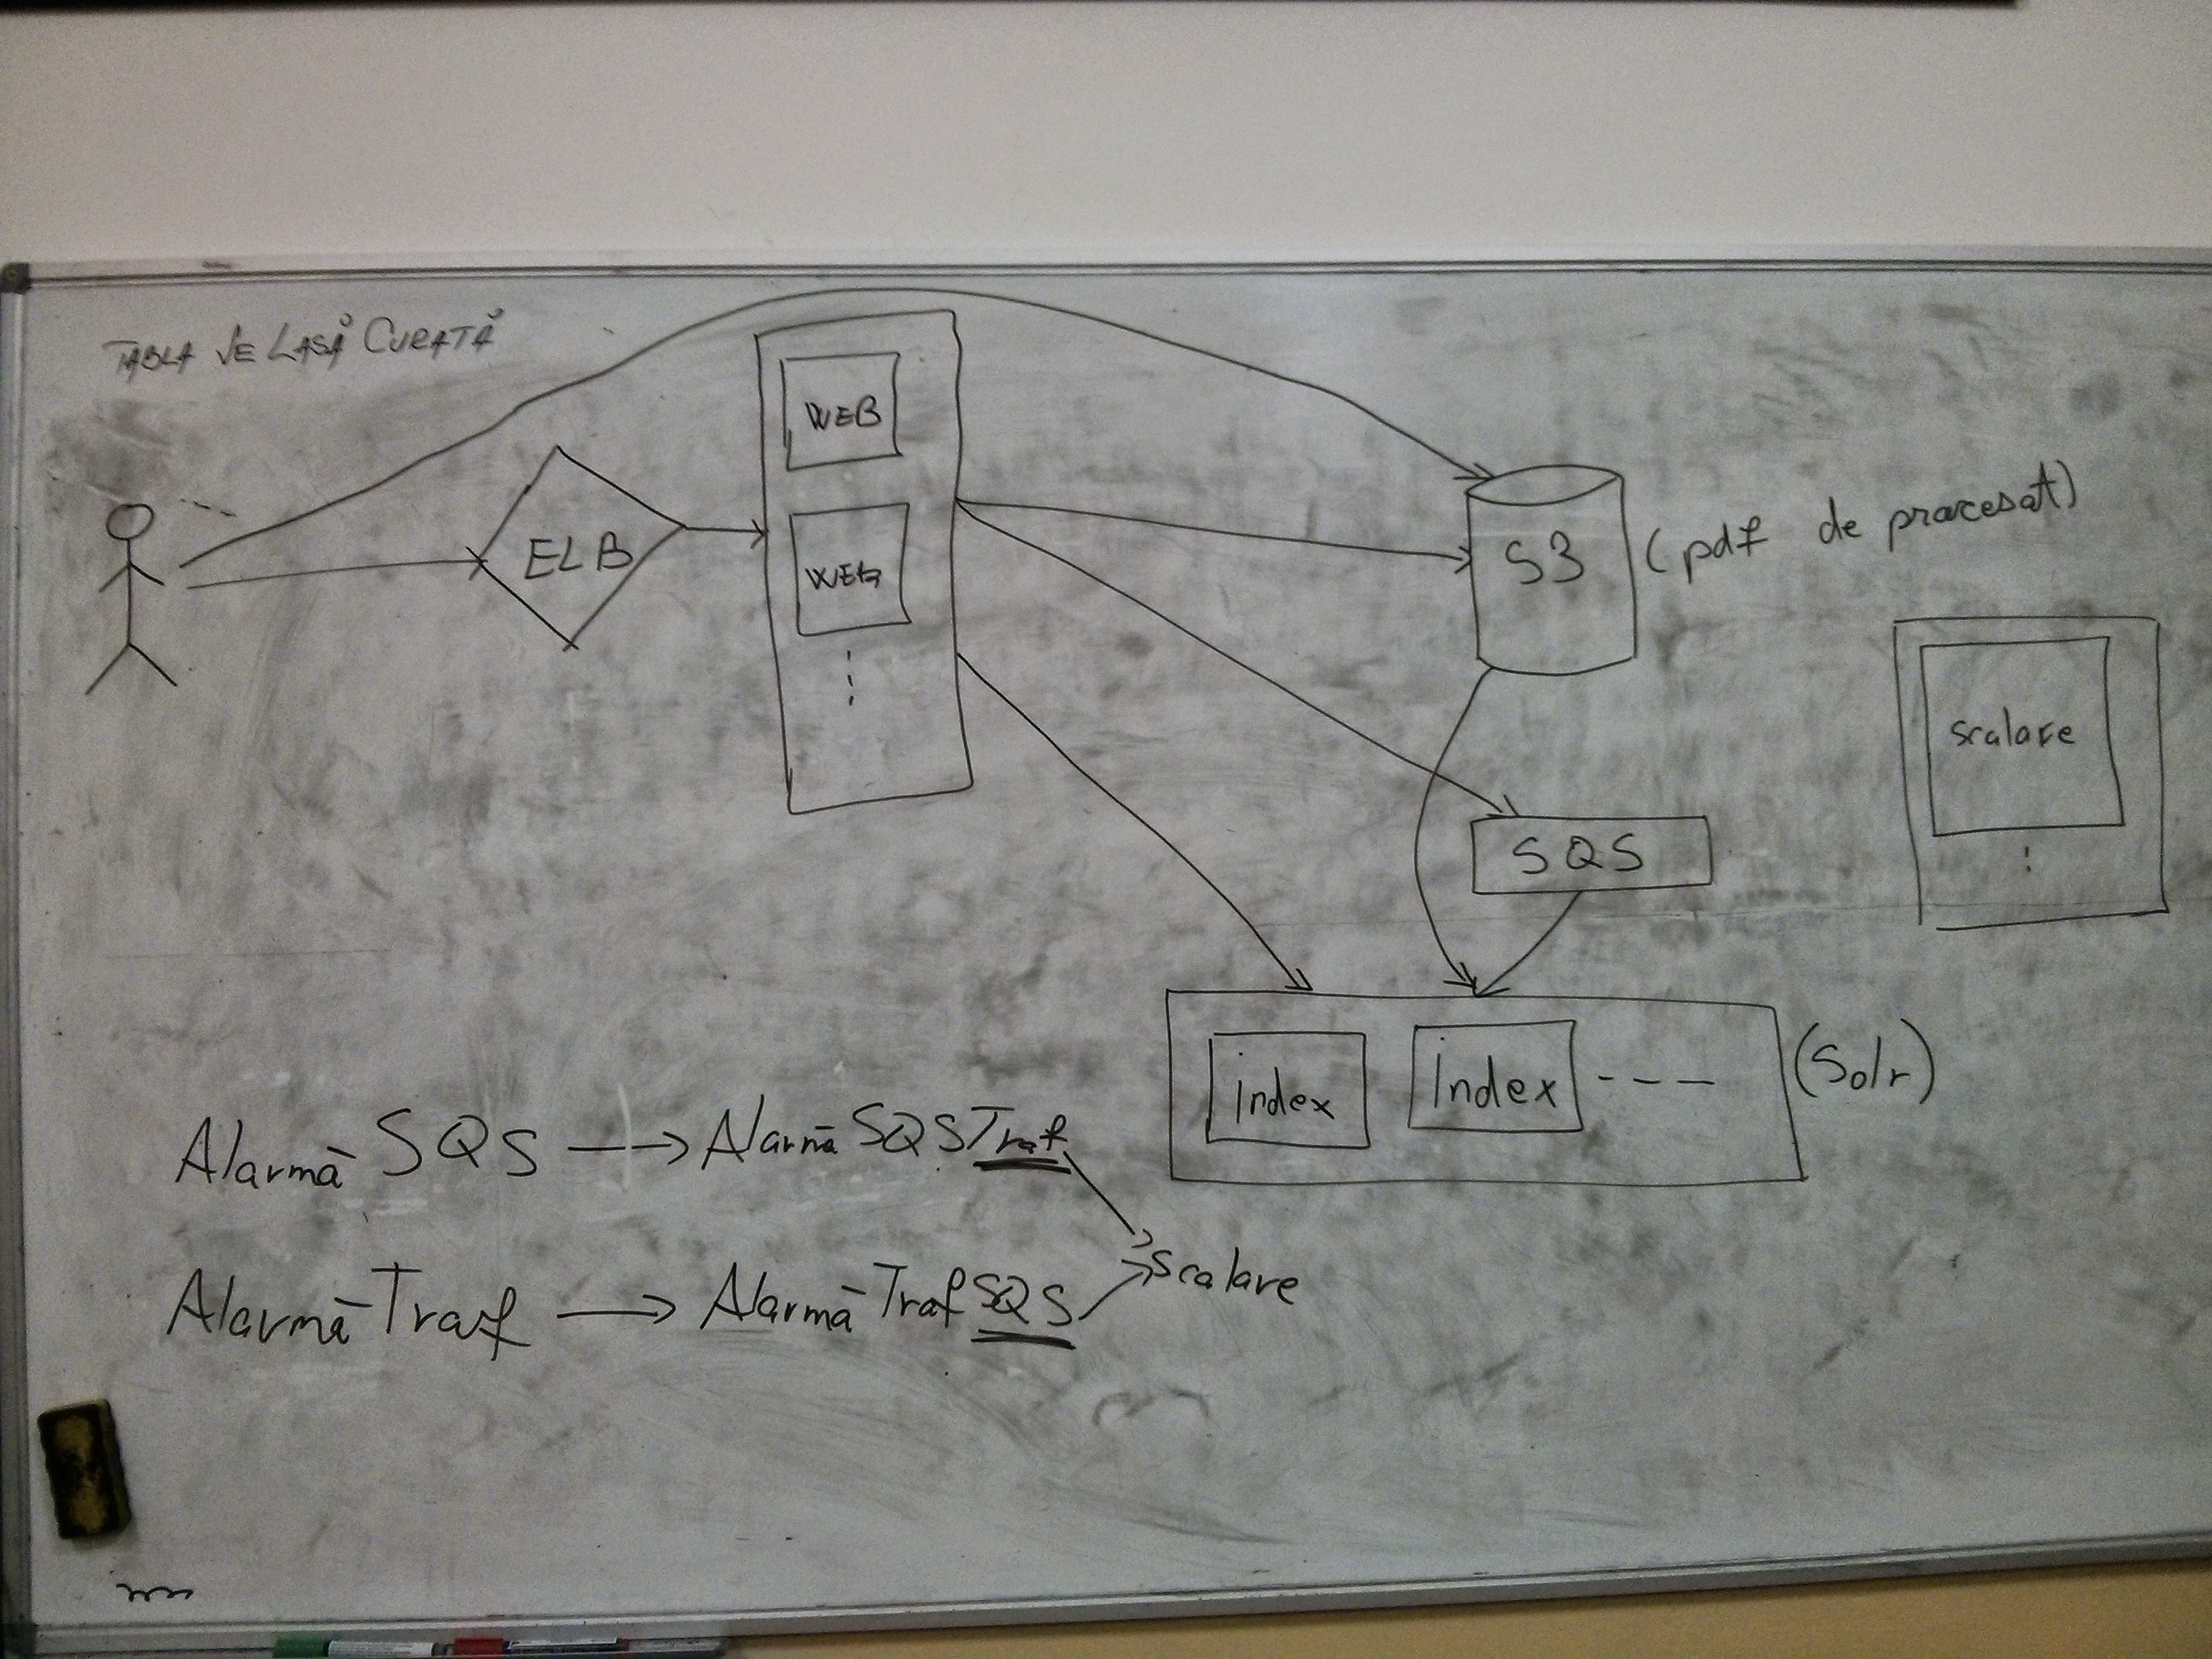 TABLA SE LASĂ CURATĂ
WEB
ELB
WEB
S3 (pdf de procesat)
scalare
SQS
index
index
(Solr)
Alarmă SQS → Alarmă SQS Traf
scalare
Alarmă Traf → Alarmă Traf SQS